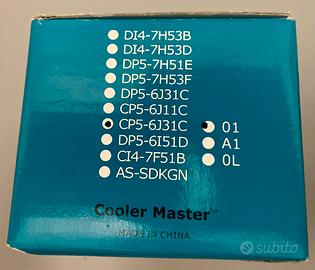 DI4-7H53B
DI4-7H53D
DP5-7H51E
DP5-7H53F
DP5-6J31C
CP5-6J11C
CP5-6J31C 01
DP5-6I51D A1
CI4-7F51B 0L
AS-SDKGN
Cooler Master™
MADE IN CHINA
subito